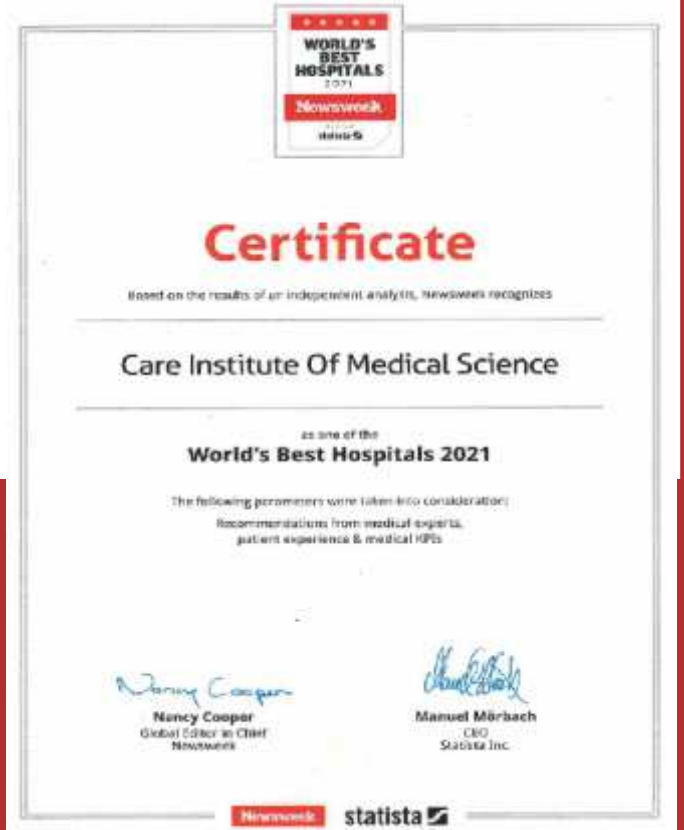 WORLD'S
BEST
HOSPITALS
2021
Newsweek
statista
Certificate
Based on the results of an independent analysis, Newsweek recognizes
Care Institute Of Medical Science
as one of the
World's Best Hospitals 2021
The following parameters were taken into consideration:
Recommendations from medical experts,
patient experience & medical KPIs
Nancy Cooper
Nancy Cooper
Global Editor in Chief
Newsweek
Manuel Mörbach
CEO
Statista Inc.
Newsweek
statista